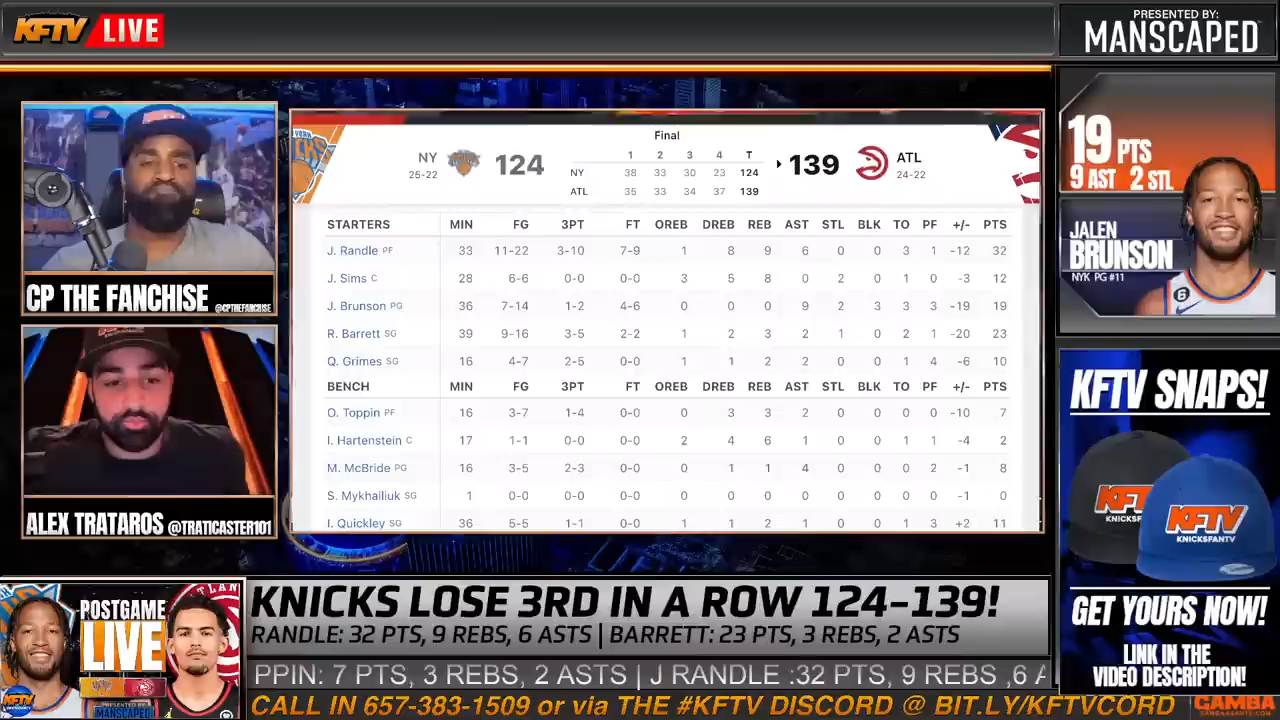 KFTV LIVE
PRESENTED BY:
MANSCAPED
CP THE FANCHISE @CPTHEFANCHISE
ALEX TRATAROS @TRATICASTER101
Final
NY 25-22 124
1 2 3 4 T
NY 38 33 30 23 124
ATL 35 33 34 37 139
139 ATL 24-22
STARTERS MIN FG 3PT FT OREB DREB REB AST STL BLK TO PF +/- PTS
J. Randle PF 33 11-22 3-10 7-9 1 8 9 6 0 0 3 1 -12 32
J. Sims C 28 6-6 0-0 0-0 3 5 8 0 2 0 1 3 -3 12
J. Brunson PG 36 7-14 1-2 4-6 0 0 0 9 2 3 3 3 -19 19
R. Barrett SG 39 9-16 3-5 2-2 1 2 3 2 1 0 2 1 -20 23
Q. Grimes SG 16 4-7 2-5 0-0 1 1 2 2 0 0 1 4 -6 10
BENCH MIN FG 3PT FT OREB DREB REB AST STL BLK TO PF +/- PTS
O. Toppin PF 16 3-7 1-4 0-0 0 3 3 2 0 0 0 0 -10 7
I. Hartenstein C 17 1-1 0-0 0-0 2 4 6 1 0 0 1 1 -4 2
M. McBride PG 16 3-5 2-3 0-0 0 1 1 4 0 0 0 2 -1 8
S. Mykhailiuk SG 1 0-0 0-0 0-0 0 0 0 0 0 0 0 0 -1 0
I. Quickley SG 36 5-5 1-1 0-0 1 1 2 1 0 0 1 3 +2 11
19 PTS
9 AST 2 STL
JALEN
BRUNSON
NYK PG #11
KFTV SNAPS!
KFTV
KNICKSFANTV
GET YOURS NOW!
LINK IN THE
VIDEO DESCRIPTION!
POSTGAME
LIVE
PRESENTED BY
MANSCAPED
KNICKS LOSE 3RD IN A ROW 124-139!
RANDLE: 32 PTS, 9 REBS, 6 ASTS | BARRETT: 23 PTS, 3 REBS, 2 ASTS
PPIN: 7 PTS, 3 REBS, 2 ASTS | J RANDLE :32 PTS, 9 REBS ,6 A
CALL IN 657-383-1509 or via THE #KFTV DISCORD @ BIT.LY/KFTVCORD
GAMBA